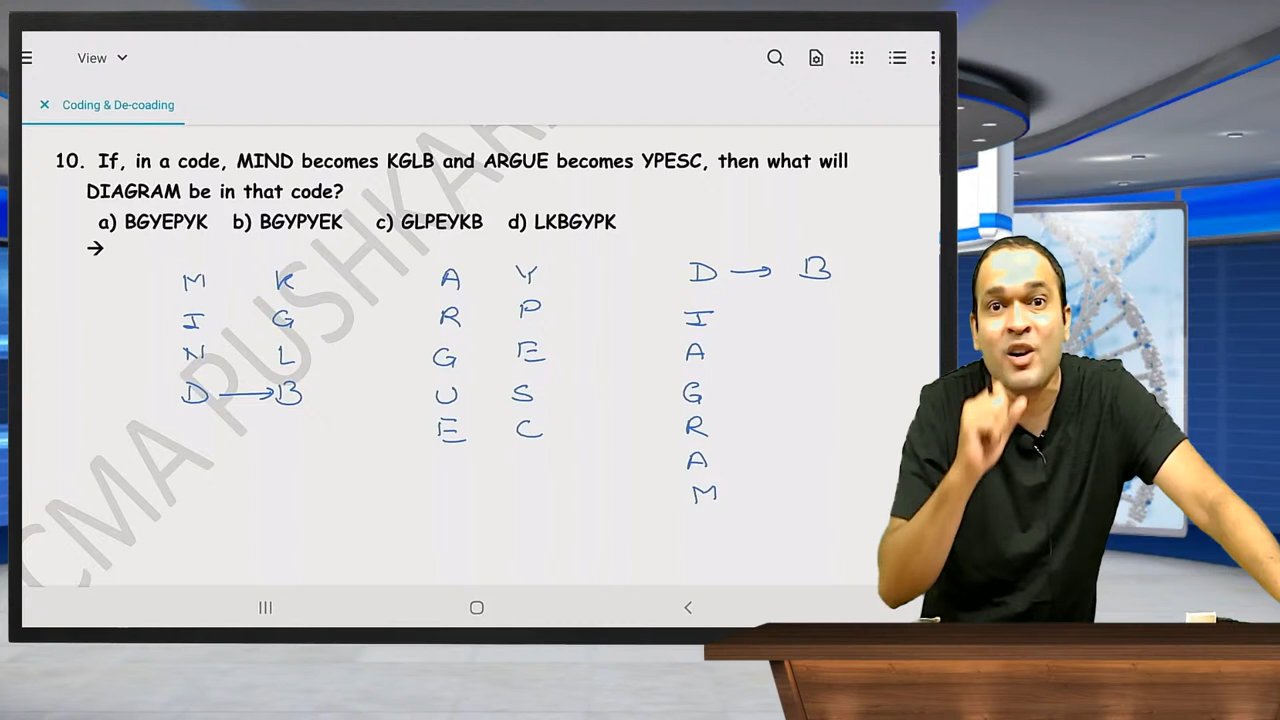 View
Coding & De-coading
10. If, in a code, MIND becomes KGLB and ARGUE becomes YPESC, then what will
DIAGRAM be in that code?
a) BGYEPYK b) BGYPYEK c) GLPEYKB d) LKBGYPK
→
M K A Y D → B
I G R P I
N L G E A
D → B U S G
E C R
A
M
CMA PUSHKAR